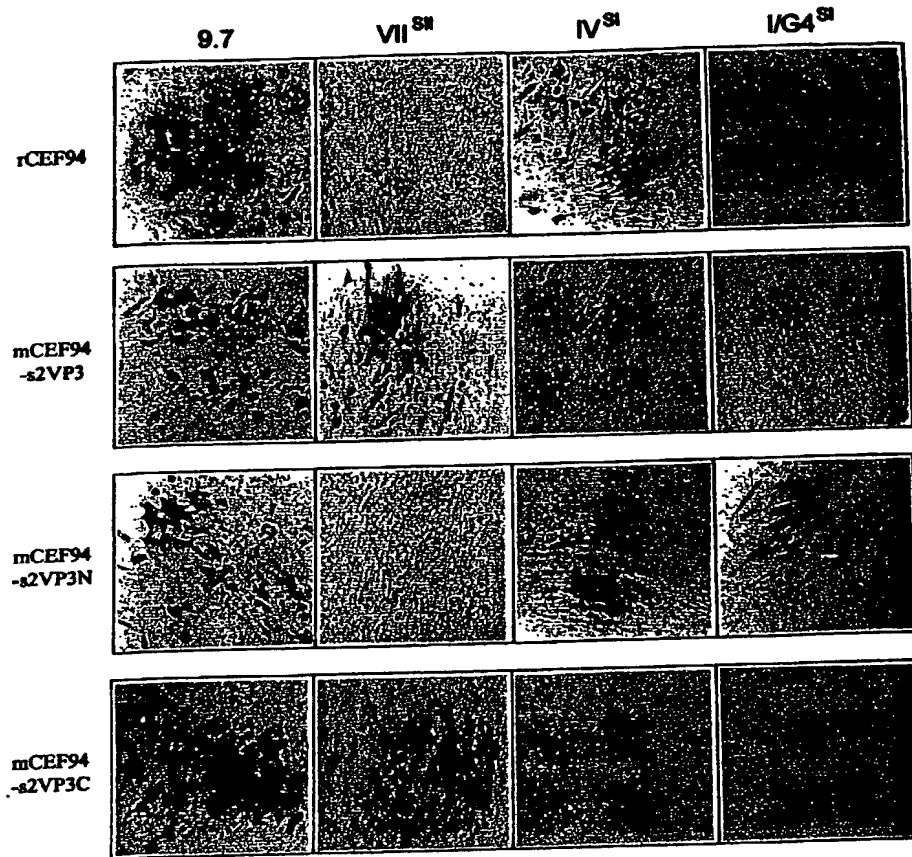 9.7 VII^SII IV^SI I/G4^SI
rCEF94
mCEF94
-s2VP3
mCEF94
-s2VP3N
mCEF94
-s2VP3C